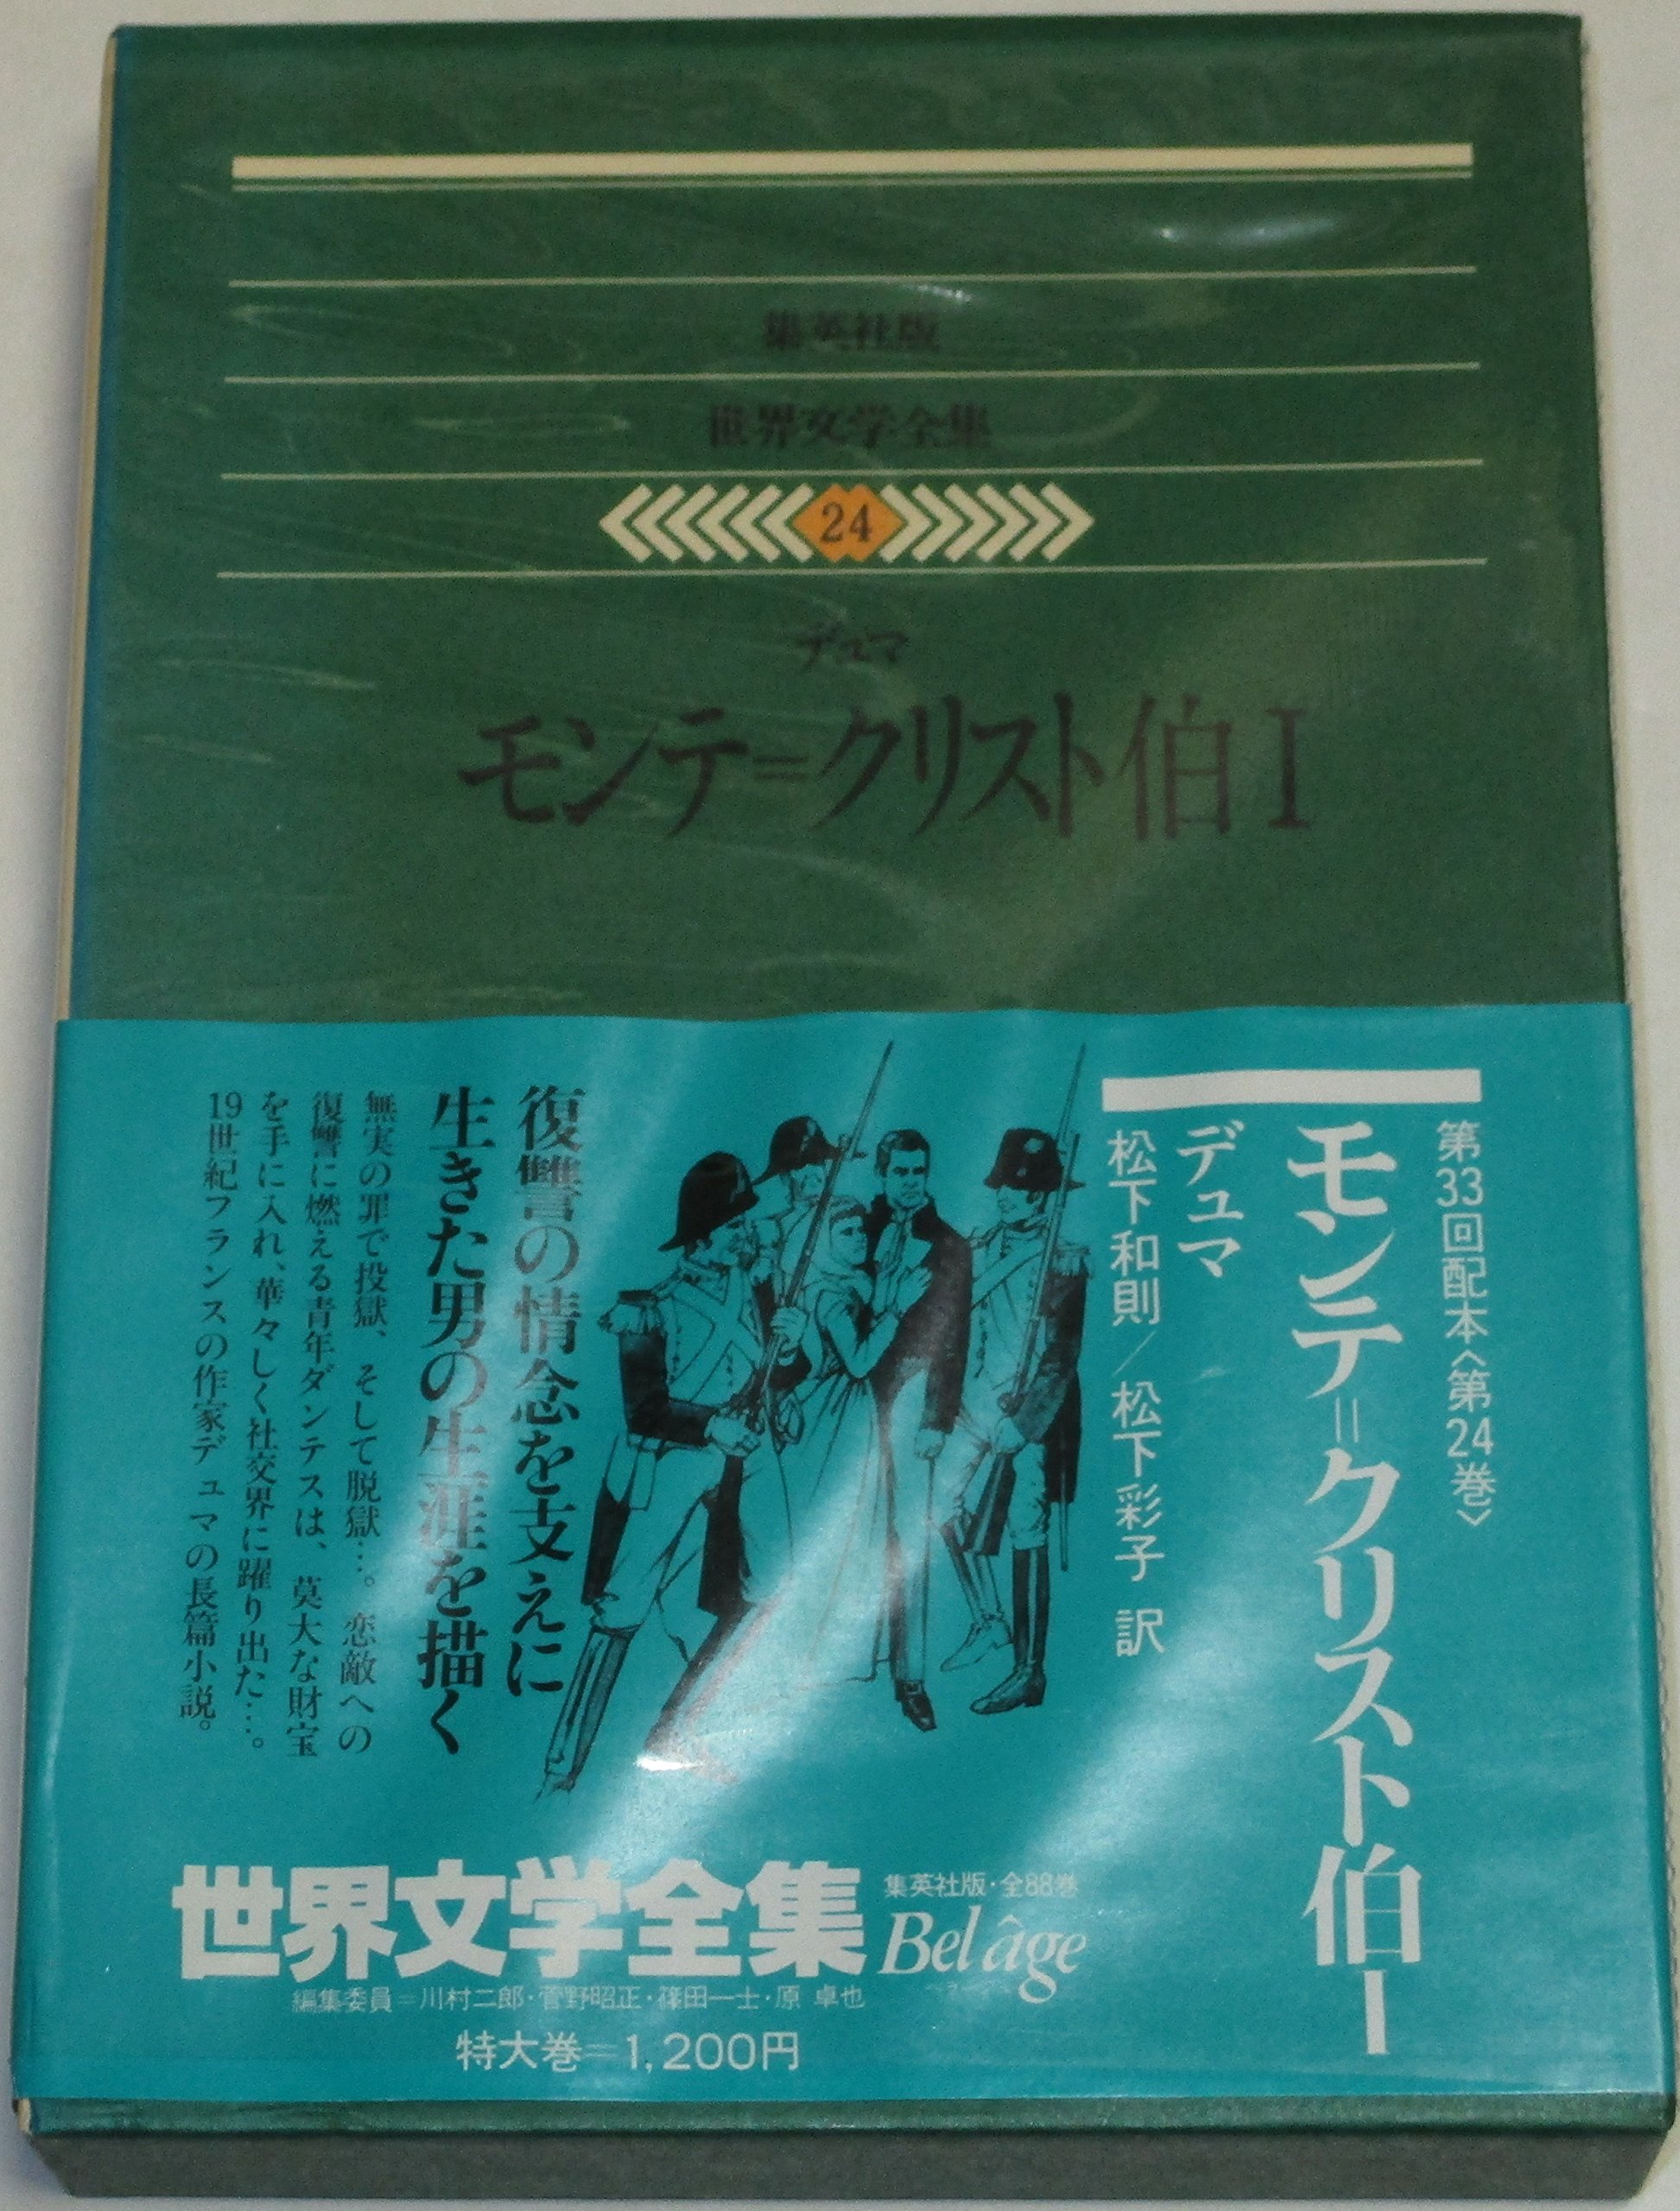 集英社版
世界文学全集
24
デュマ
モンテ=クリスト伯I
第33回配本〈第24巻〉
モンテ=クリスト伯I
デュマ
松下和則/松下彩子 訳
復讐の情念を支えに
生きた男の生涯を描く
無実の罪で投獄、そして脱獄…。恋敵への
復讐に燃える青年ダンテスは、莫大な財宝
を手に入れ、華々しく社交界に躍り出た…。
19世紀フランスの作家デュマの長篇小説。
世界文学全集
集英社版・全88巻
Bel âge
編集委員=川村二郎・菅野昭正・篠田一士・原 卓也
特大巻=1,200円